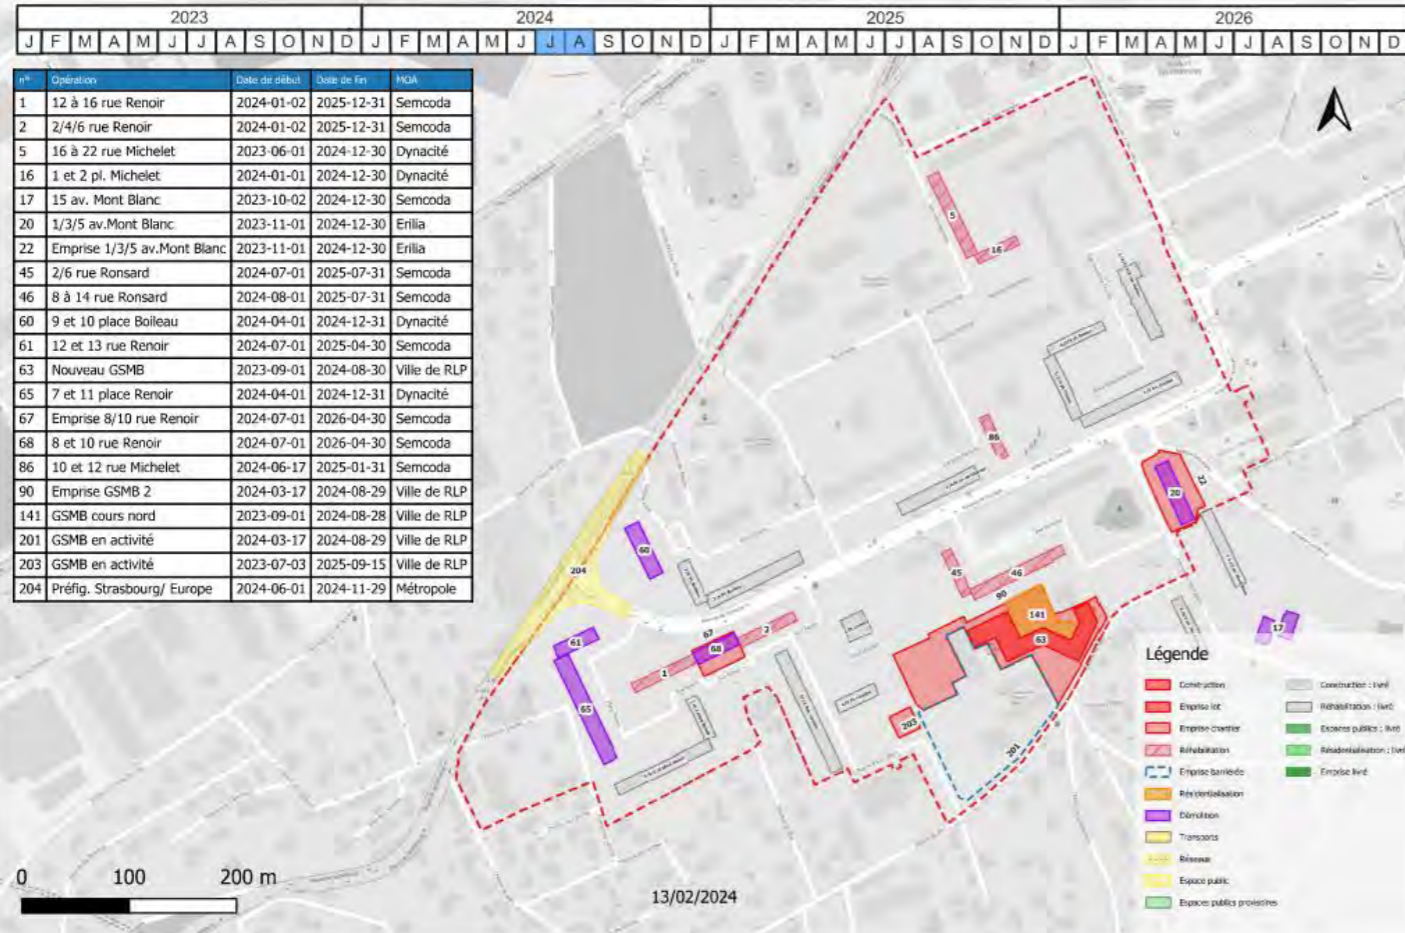 2023 2024 2025 2026
J F M A M J J A S O N D J F M A M J J A S O N D J F M A M J J A S O N D J F M A M J J A S O N D
n° Opération Date de début Date de fin MOA
1 12 à 16 rue Renoir 2024-01-02 2025-12-31 Semcoda
2 2/4/6 rue Renoir 2024-01-02 2025-12-31 Semcoda
5 16 à 22 rue Michelet 2023-06-01 2024-12-30 Dynacité
16 1 et 2 pl. Michelet 2024-01-01 2024-12-30 Dynacité
17 15 av. Mont Blanc 2023-10-02 2024-12-30 Semcoda
20 1/3/5 av.Mont Blanc 2023-11-01 2024-12-30 Erilia
22 Emprise 1/3/5 av.Mont Blanc 2023-11-01 2024-12-30 Erilia
45 2/6 rue Ronsard 2024-07-01 2025-07-31 Semcoda
46 8 à 14 rue Ronsard 2024-08-01 2025-07-31 Semcoda
60 9 et 10 place Boileau 2024-04-01 2024-12-31 Dynacité
61 12 et 13 rue Renoir 2024-07-01 2025-04-30 Semcoda
63 Nouveau GSMB 2023-09-01 2024-08-30 Ville de RLP
65 7 et 11 place Renoir 2024-04-01 2024-12-31 Dynacité
67 Emprise 8/10 rue Renoir 2024-07-01 2026-04-30 Semcoda
68 8 et 10 rue Renoir 2024-07-01 2026-04-30 Semcoda
86 10 et 12 rue Michelet 2024-06-17 2025-01-31 Semcoda
90 Emprise GSMB 2 2024-03-17 2024-08-29 Ville de RLP
141 GSMB cours nord 2023-09-01 2024-08-28 Ville de RLP
201 GSMB en activité 2024-03-17 2024-08-29 Ville de RLP
203 GSMB en activité 2023-07-03 2025-09-15 Ville de RLP
204 Préfig. Strasbourg/ Europe 2024-06-01 2024-11-29 Métropole
5
16
86
20
22
60
204
45
46
90
141
63
61
67
68
2
1
65
17
203
201
Légende
Construction
Emprise lot
Emprise chantier
Réhabilitation
Emprise barriérée
Résidentialisation
Démolition
Transports
Réseaux
Espace public
Espaces publics provisoires
Construction : livré
Réhabilitation : livré
Espaces publics : livré
Résidentialisation : livré
Emprise livré
0 100 200 m
13/02/2024